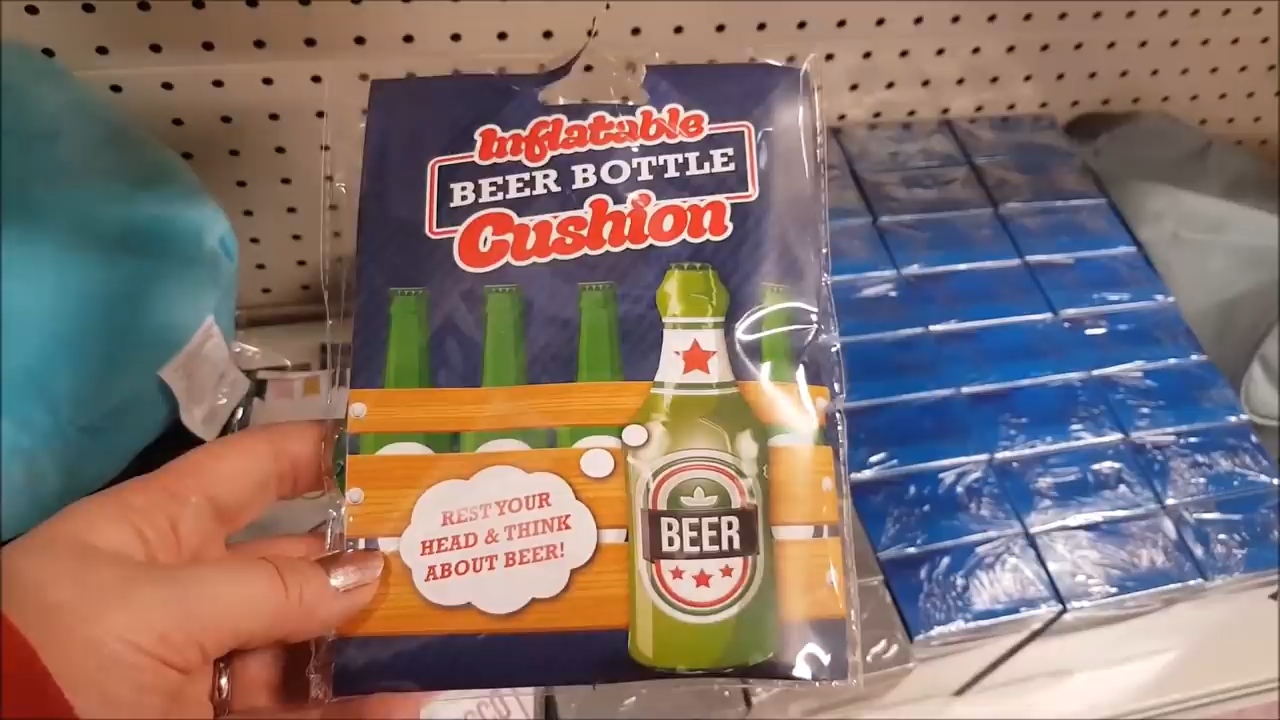 Inflatable
BEER BOTTLE
Cushion
REST YOUR
HEAD & THINK
ABOUT BEER!
BEER